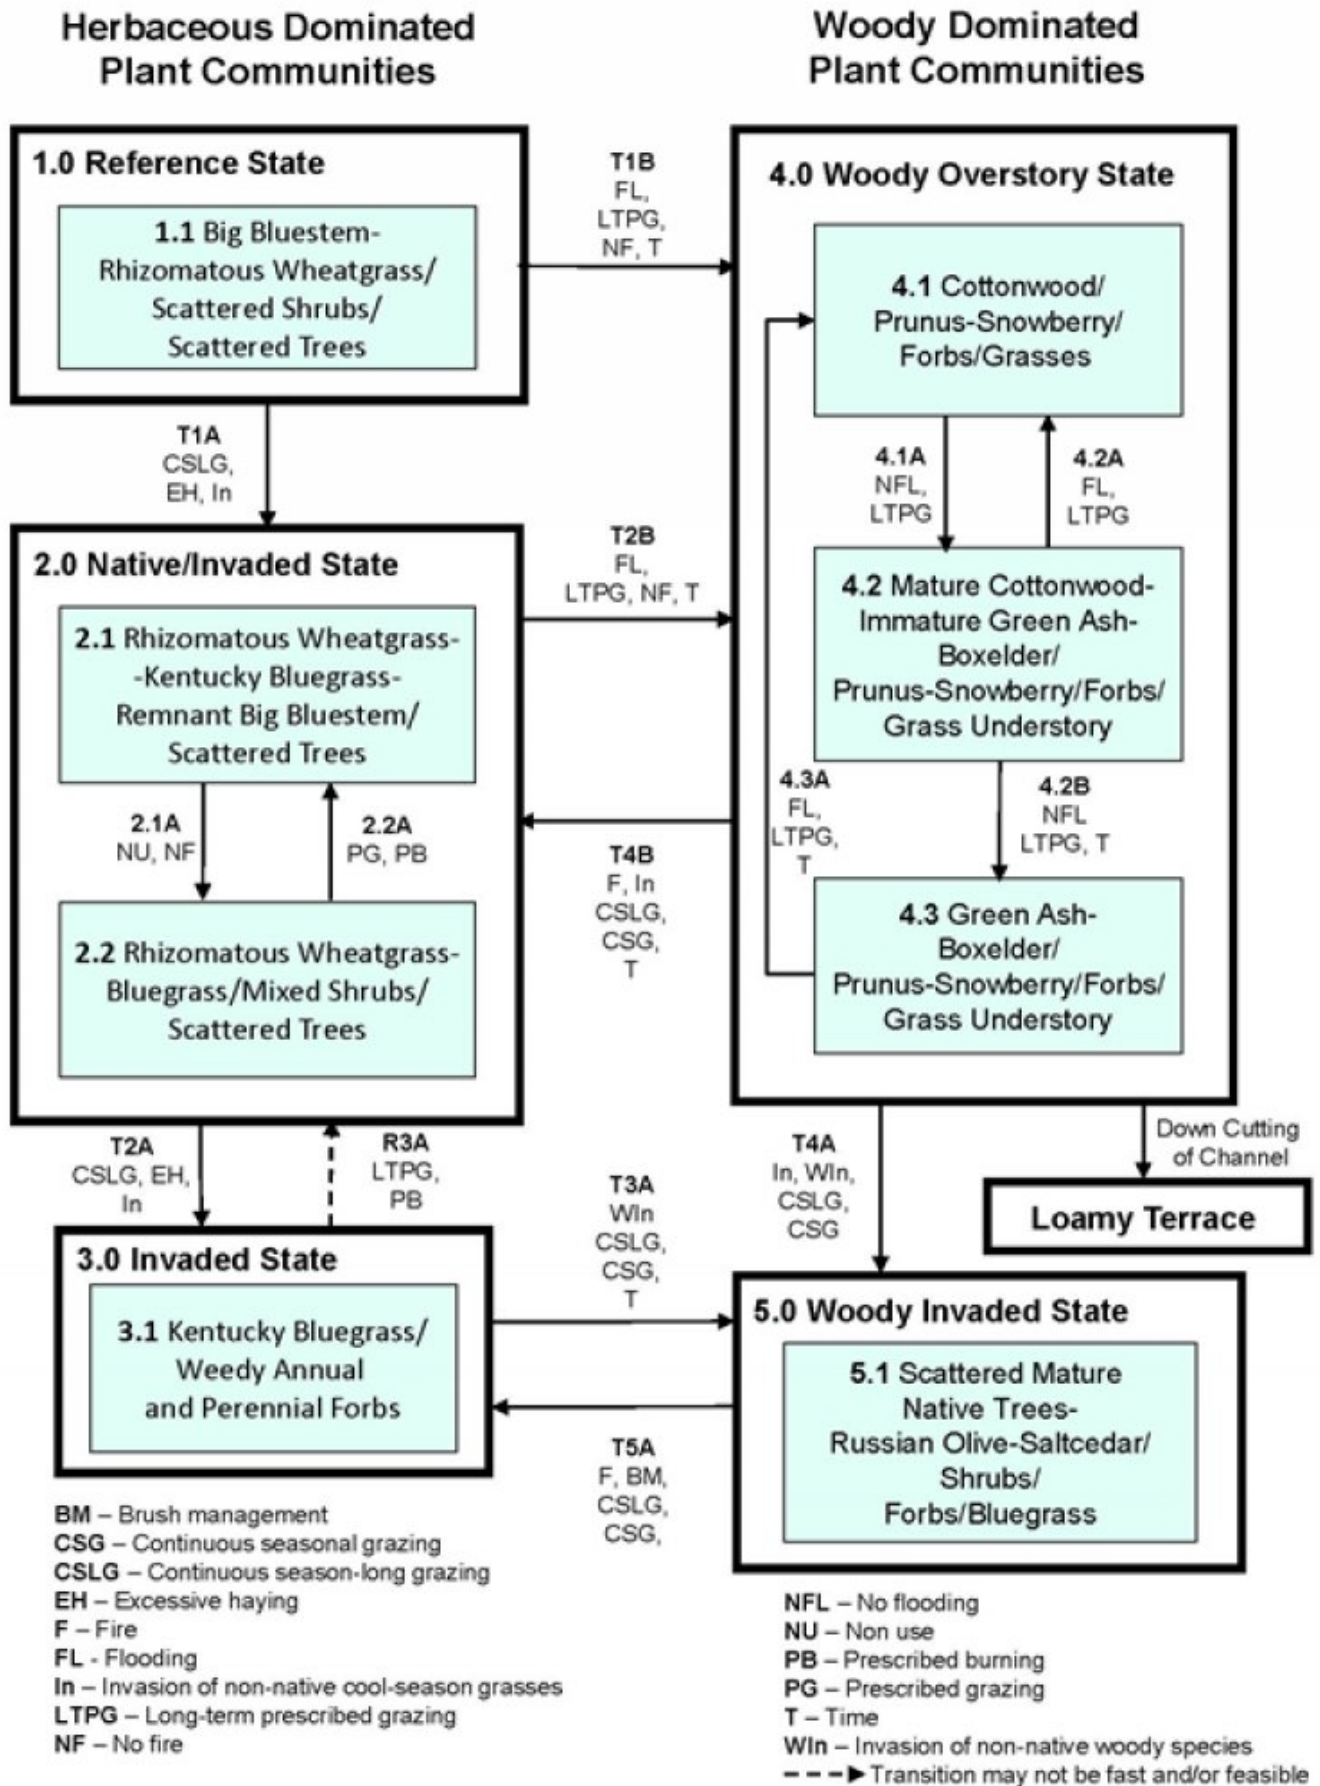 Herbaceous Dominated
Plant Communities
Woody Dominated
Plant Communities
1.0 Reference State
1.1 Big Bluestem-
Rhizomatous Wheatgrass/
Scattered Shrubs/
Scattered Trees
T1B
FL,
LTPG,
NF, T
4.0 Woody Overstory State
4.1 Cottonwood/
Prunus-Snowberry/
Forbs/Grasses
T1A
CSLG,
EH, In
4.1A
NFL,
LTPG
4.2A
FL,
LTPG
2.0 Native/Invaded State
T2B
FL,
LTPG, NF, T
2.1 Rhizomatous Wheatgrass-
-Kentucky Bluegrass-
Remnant Big Bluestem/
Scattered Trees
4.2 Mature Cottonwood-
Immature Green Ash-
Boxelder/
Prunus-Snowberry/Forbs/
Grass Understory
2.1A
NU, NF
2.2A
PG, PB
4.3A
FL,
LTPG,
T
4.2B
NFL
LTPG, T
T4B
F, In
CSLG,
CSG,
T
2.2 Rhizomatous Wheatgrass-
Bluegrass/Mixed Shrubs/
Scattered Trees
4.3 Green Ash-
Boxelder/
Prunus-Snowberry/Forbs/
Grass Understory
T2A
CSLG, EH,
In
R3A
LTPG,
PB
T4A
In, WIn,
CSLG,
CSG
Down Cutting
of Channel
Loamy Terrace
T3A
WIn
CSLG,
CSG,
T
3.0 Invaded State
3.1 Kentucky Bluegrass/
Weedy Annual
and Perennial Forbs
5.0 Woody Invaded State
5.1 Scattered Mature
Native Trees-
Russian Olive-Saltcedar/
Shrubs/
Forbs/Bluegrass
T5A
F, BM,
CSLG,
CSG,
BM – Brush management
CSG – Continuous seasonal grazing
CSLG – Continuous season-long grazing
EH – Excessive haying
F – Fire
FL - Flooding
In – Invasion of non-native cool-season grasses
LTPG – Long-term prescribed grazing
NF – No fire
NFL – No flooding
NU – Non use
PB – Prescribed burning
PG – Prescribed grazing
T – Time
WIn – Invasion of non-native woody species
Transition may not be fast and/or feasible